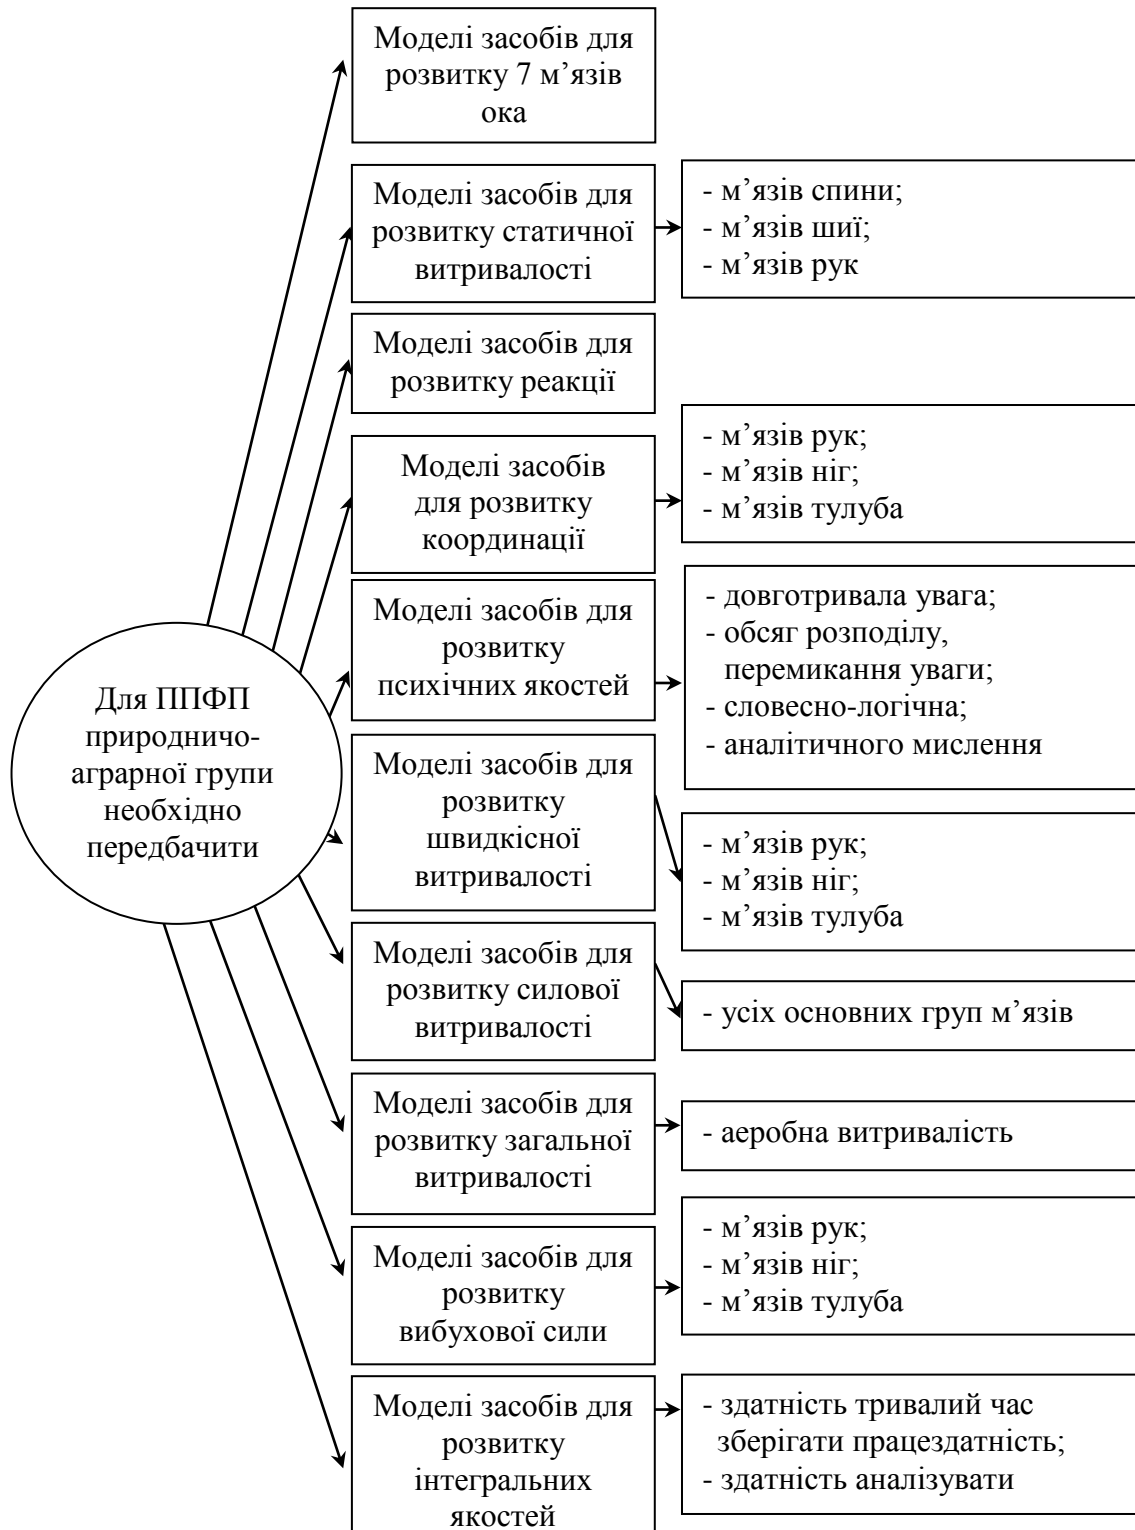 Для ППФП
природничо-
аграрної групи
необхідно
передбачити
Моделі засобів для
розвитку 7 м’язів
ока
Моделі засобів для
розвитку статичної
витривалості
- м’язів спини;
- м’язів шиї;
- м’язів рук
Моделі засобів для
розвитку реакції
Моделі засобів
для розвитку
координації
- м’язів рук;
- м’язів ніг;
- м’язів тулуба
Моделі засобів для
розвитку
психічних якостей
- довготривала увага;
- обсяг розподілу,
перемикання уваги;
- словесно-логічна;
- аналітичного мислення
Моделі засобів для
розвитку
швидкісної
витривалості
- м’язів рук;
- м’язів ніг;
- м’язів тулуба
Моделі засобів для
розвитку силової
витривалості
- усіх основних груп м’язів
Моделі засобів для
розвитку загальної
витривалості
- аеробна витривалість
Моделі засобів для
розвитку
вибухової сили
- м’язів рук;
- м’язів ніг;
- м’язів тулуба
Моделі засобів для
розвитку
інтегральних
якостей
- здатність тривалий час
зберігати працездатність;
- здатність аналізувати